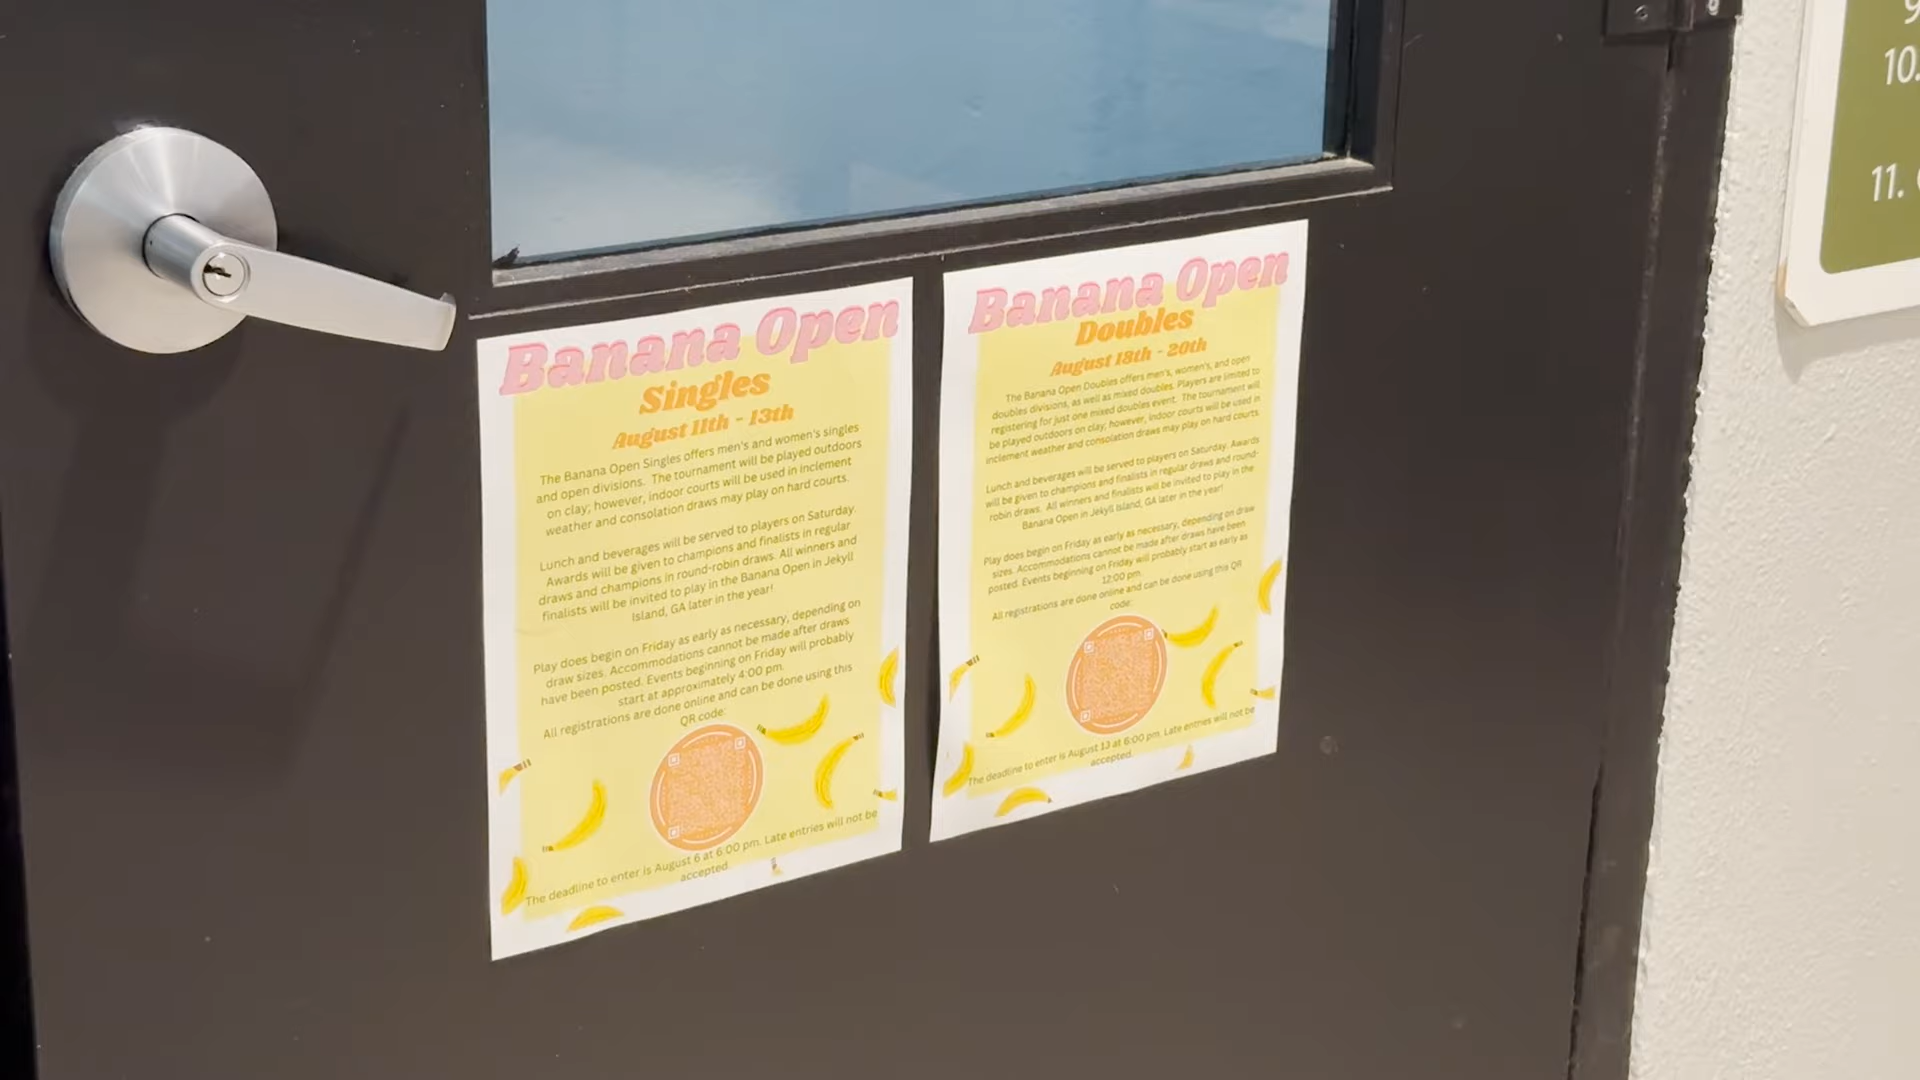 Banana Open
Singles
August 11th - 13th
The Banana Open Singles offers men's and women's singles
and open divisions. The tournament will be played outdoors
on clay; however, indoor courts will be used in inclement
weather and consolation draws may play on hard courts.
Lunch and beverages will be served to players on Saturday.
Awards will be given to champions and finalists in regular
draws and champions in round-robin draws. All winners and
finalists will be invited to play in the Banana Open in Jekyll
Island, GA later in the year!
Play does begin on Friday as early as necessary, depending on
draw sizes. Accommodations cannot be made after draws
have been posted. Events beginning on Friday will probably
start at approximately 4:00 pm.
All registrations are done online and can be done using this
QR code:
The deadline to enter is August 6 at 6:00 pm. Late entries will not be
accepted.
Banana Open
Doubles
August 18th - 20th
The Banana Open Doubles offers men's, women's, and open
doubles divisions, as well as mixed doubles. Players are limited to
registering for just one mixed doubles event. The tournament will
be played outdoors on clay; however, indoor courts will be used in
inclement weather and consolation draws may play on hard courts.
Lunch and beverages will be served to players on Saturday. Awards
will be given to champions and finalists in regular draws and round-
robin draws. All winners and finalists will be invited to play in the
Banana Open in Jekyll Island, GA later in the year!
Play does begin on Friday as early as necessary, depending on draw
sizes. Accommodations cannot be made after draws have been
posted. Events beginning on Friday will probably start as early as
12:00 pm.
All registrations are done online and can be done using this QR
code:
The deadline to enter is August 13 at 6:00 pm. Late entries will not be
accepted.
10.
11.